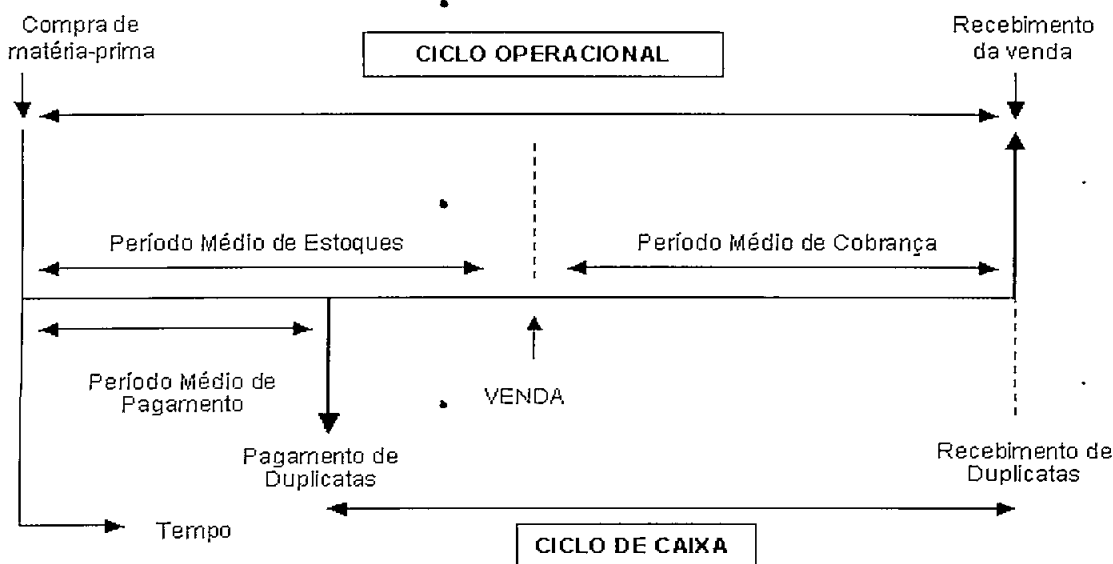 Compra de
matéria-prima
CICLO OPERACIONAL
Recebimento
da venda
Período Médio de Estoques
Período Médio de Cobrança
Período Médio de
Pagamento
VENDA
Pagamento de
Duplicatas
Recebimento de
Duplicatas
Tempo
CICLO DE CAIXA